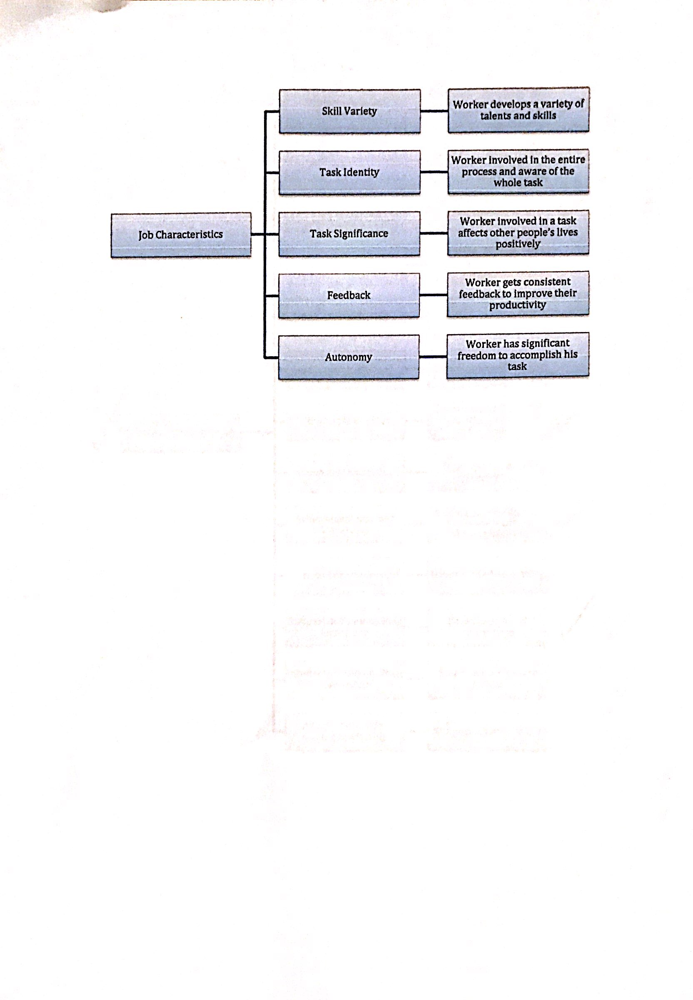 Job Characteristics
Skill Variety
Worker develops a variety of
talents and skills
Task Identity
Worker involved in the entire
process and aware of the
whole task
Task Significance
Worker involved in a task
affects other people's lives
positively
Feedback
Worker gets consistent
feedback to improve their
productivity
Autonomy
Worker has significant
freedom to accomplish his
task